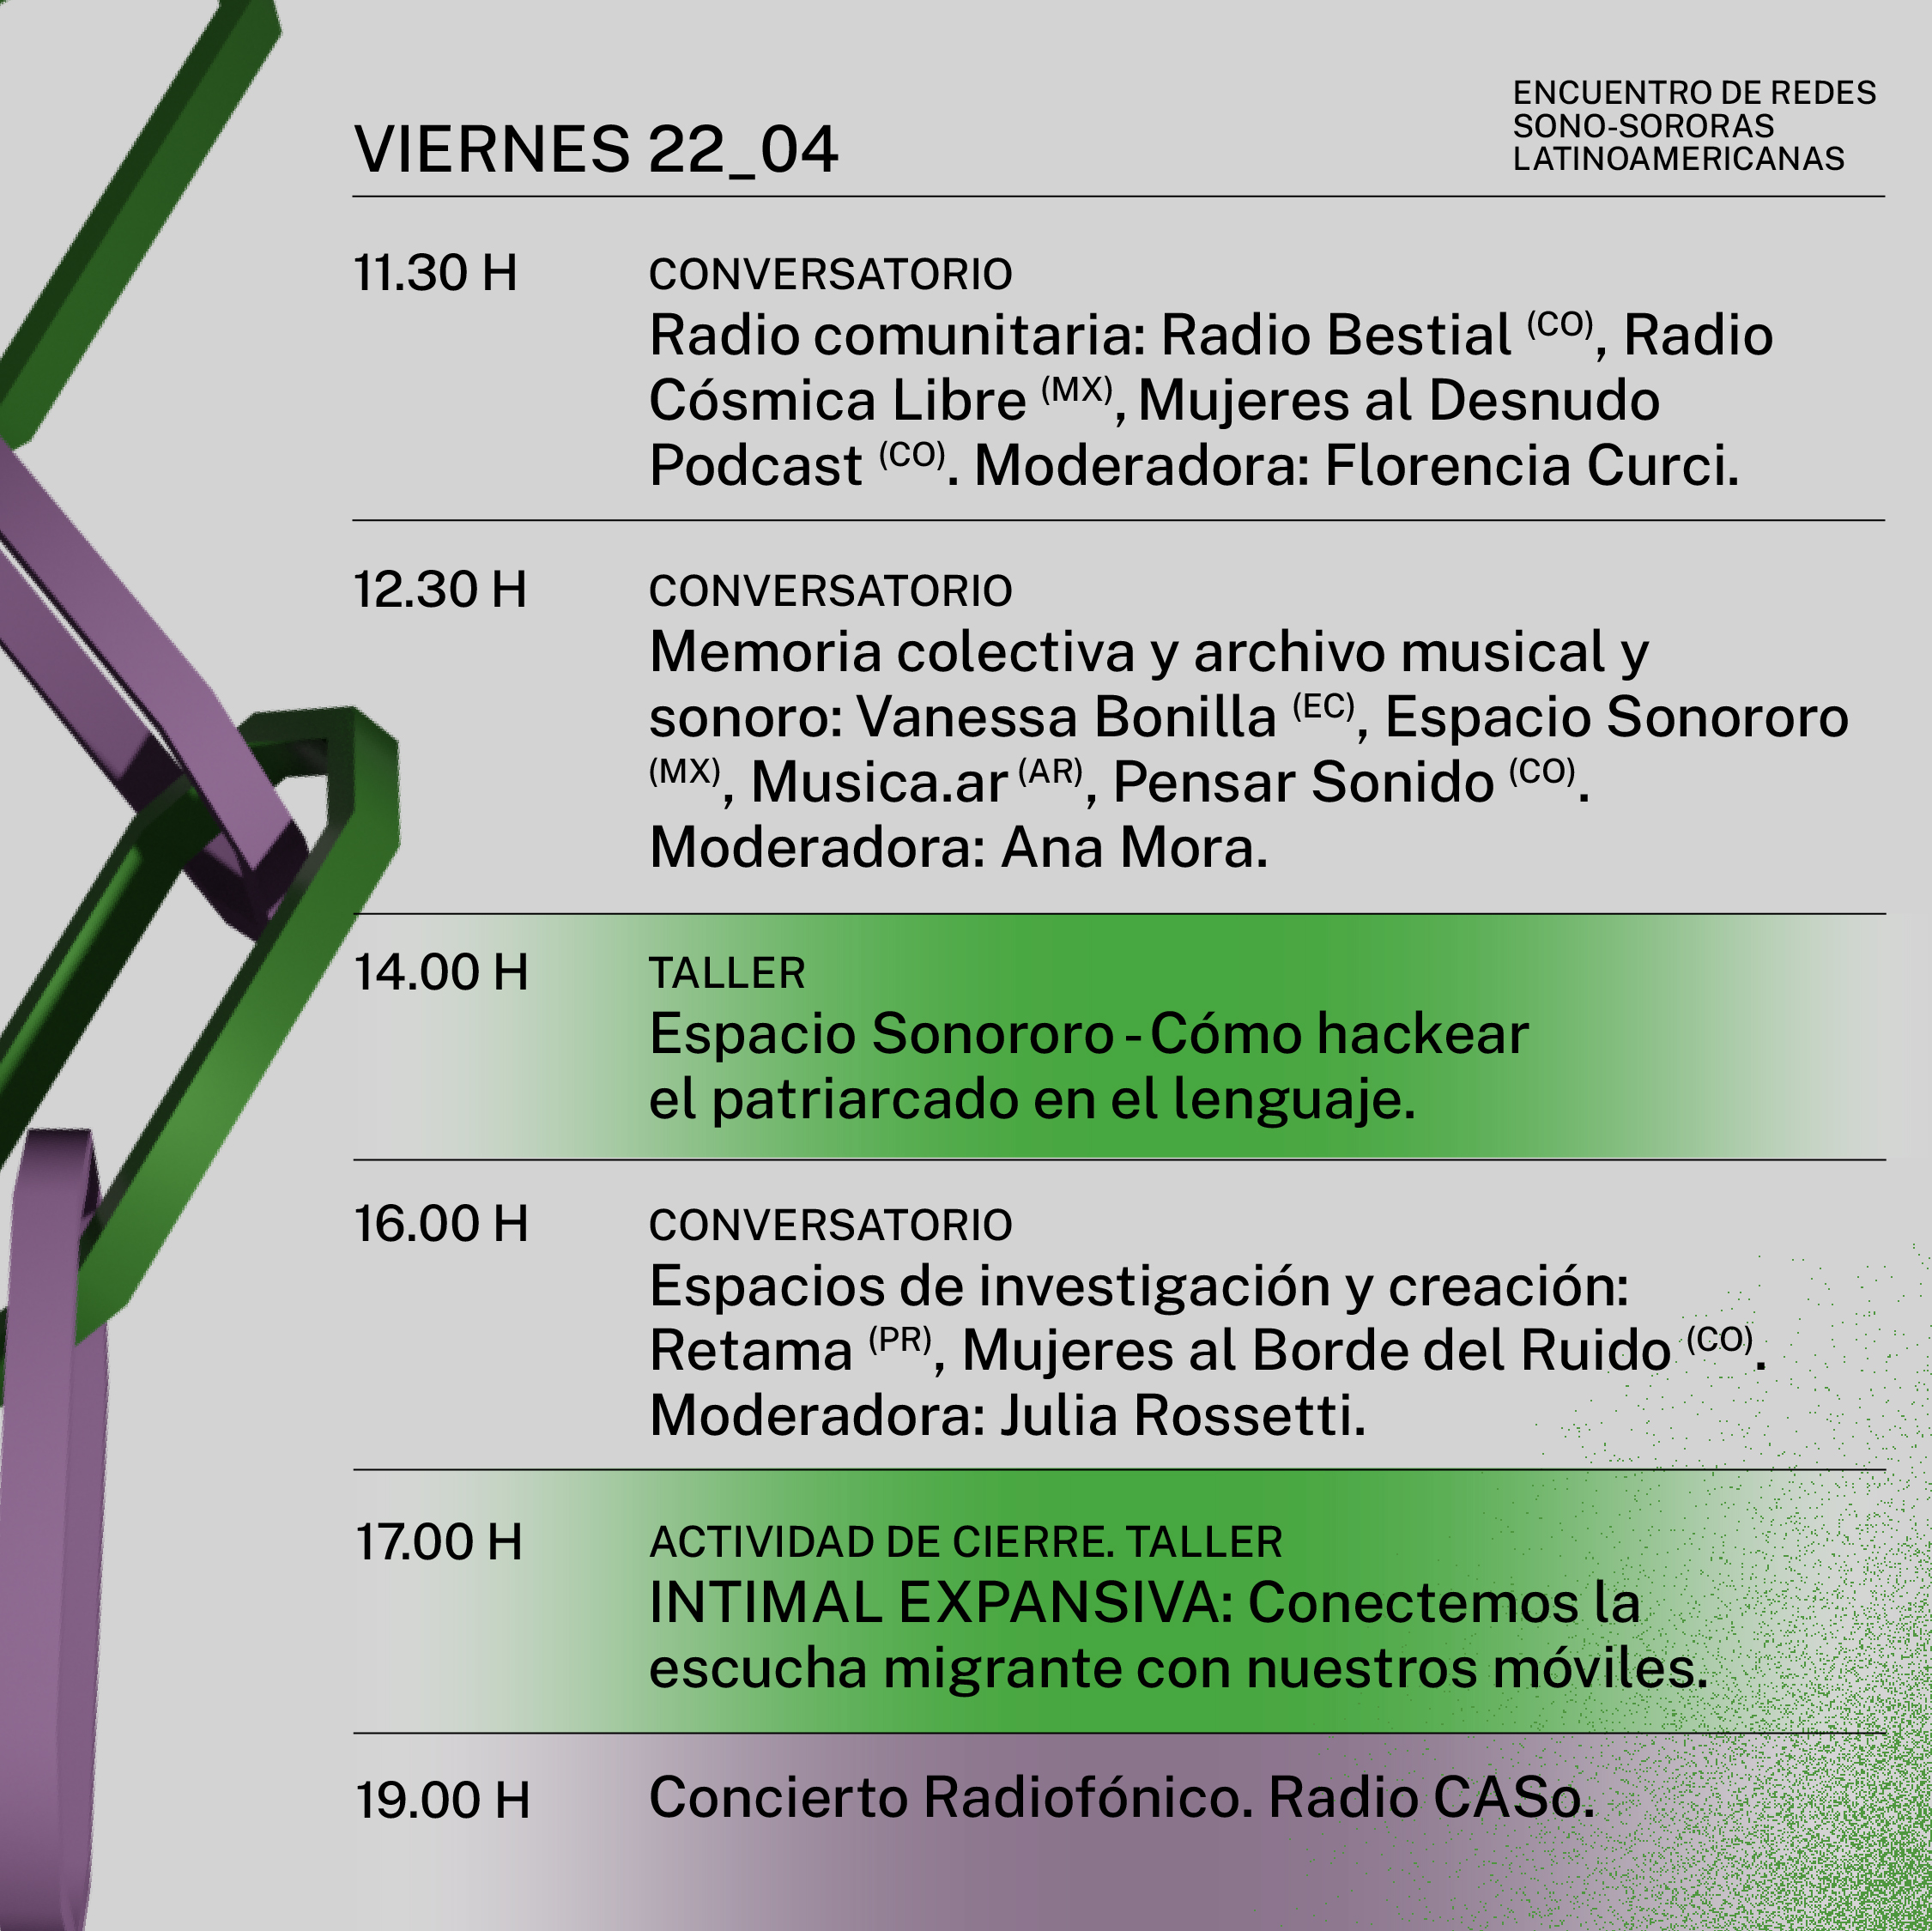 ENCUENTRO DE REDES
SONO-SORORAS
LATINOAMERICANAS
VIERNES 22_04
11.30 H
CONVERSATORIO
Radio comunitaria: Radio Bestial (CO), Radio
Cósmica Libre (MX), Mujeres al Desnudo
Podcast (CO). Moderadora: Florencia Curci.
12.30 H
CONVERSATORIO
Memoria colectiva y archivo musical y
sonoro: Vanessa Bonilla (EC), Espacio Sonororo
(MX), Musica.ar (AR), Pensar Sonido (CO).
Moderadora: Ana Mora.
14.00 H
TALLER
Espacio Sonororo - Cómo hackear
el patriarcado en el lenguaje.
16.00 H
CONVERSATORIO
Espacios de investigación y creación:
Retama (PR), Mujeres al Borde del Ruido (CO).
Moderadora: Julia Rossetti.
17.00 H
ACTIVIDAD DE CIERRE. TALLER
INTIMAL EXPANSIVA: Conectemos la
escucha migrante con nuestros móviles.
19.00 H
Concierto Radiofónico. Radio CASo.